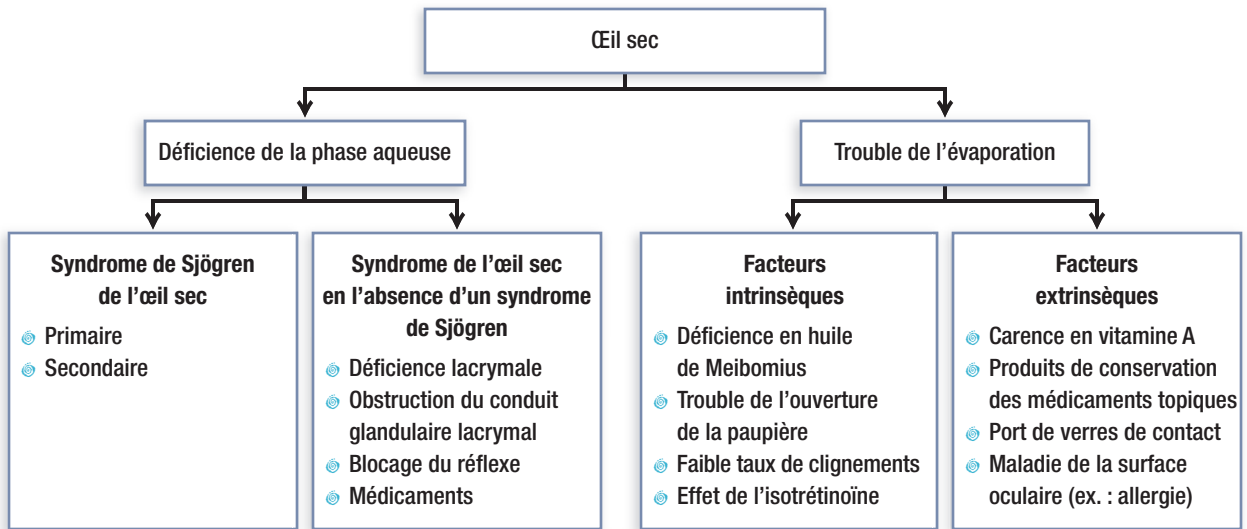 Œil sec
Déficience de la phase aqueuse
Trouble de l'évaporation
Syndrome de Sjögren
de l'œil sec
Primaire
Secondaire
Syndrome de l'œil sec
en l'absence d'un syndrome
de Sjögren
Déficience lacrymale
Obstruction du conduit
glandulaire lacrymal
Blocage du réflexe
Médicaments
Facteurs
intrinsèques
Déficience en huile
de Meibomius
Trouble de l'ouverture
de la paupière
Faible taux de clignements
Effet de l'isotrétinoïne
Facteurs
extrinsèques
Carence en vitamine A
Produits de conservation
des médicaments topiques
Port de verres de contact
Maladie de la surface
oculaire (ex. : allergie)